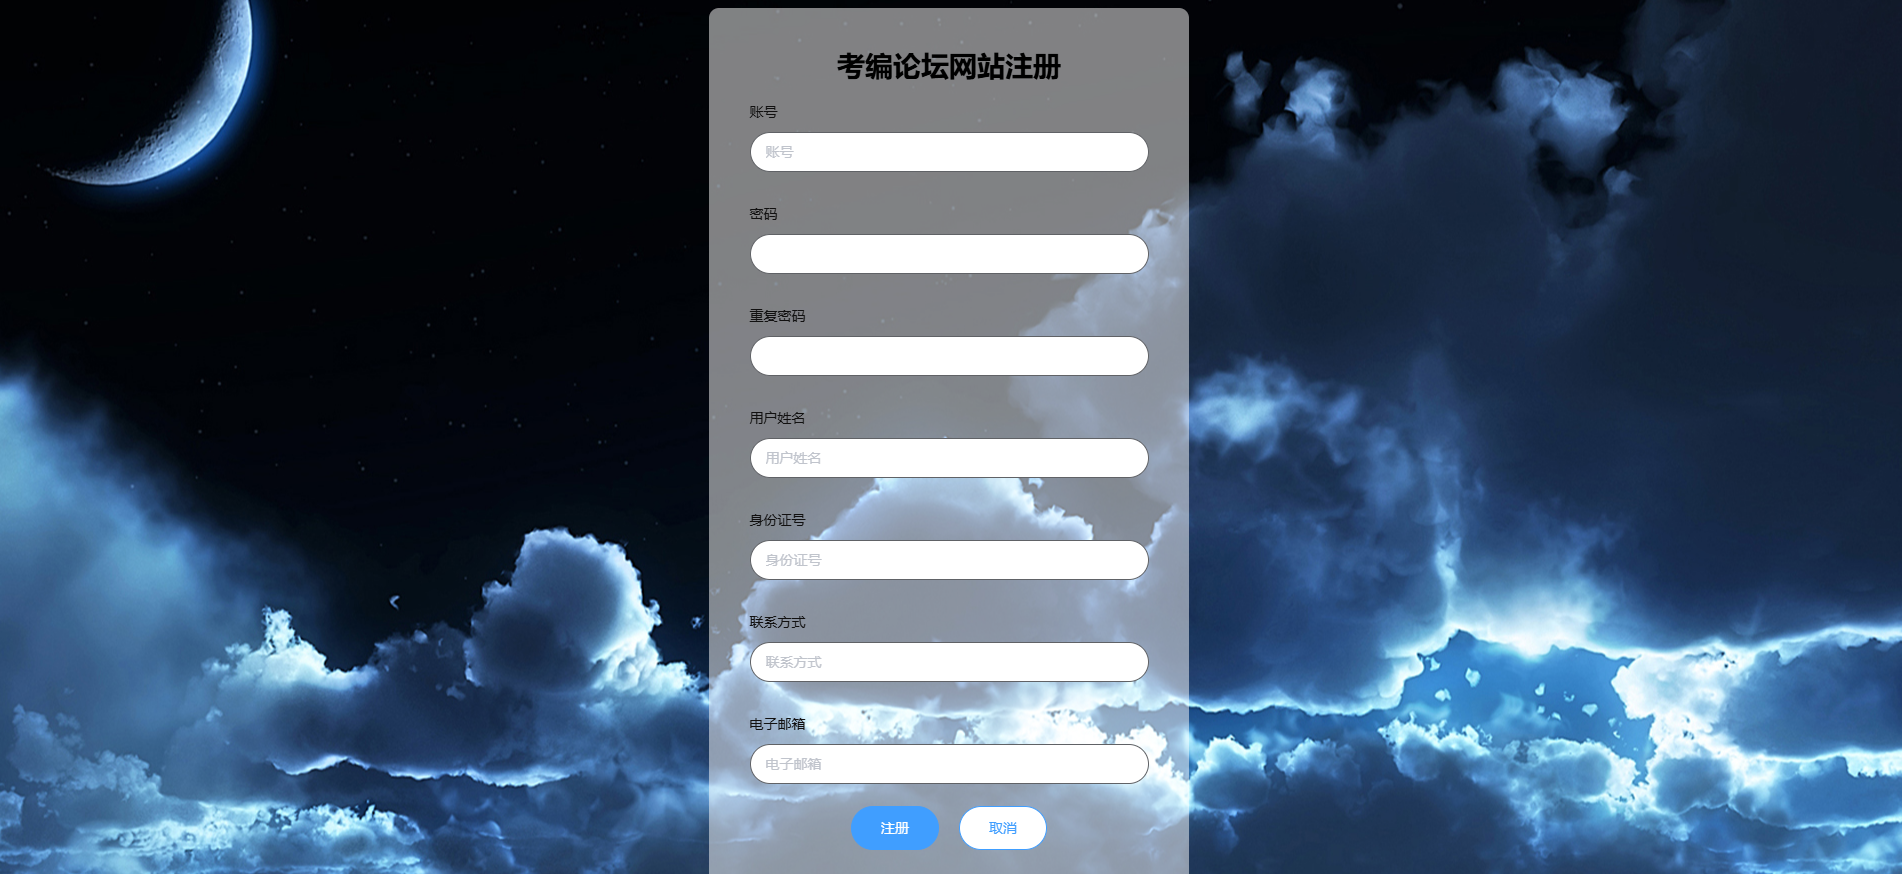 考编论坛网站注册
账号
账号
密码
重复密码
用户姓名
用户姓名
身份证号
身份证号
联系方式
联系方式
电子邮箱
电子邮箱
注册 取消